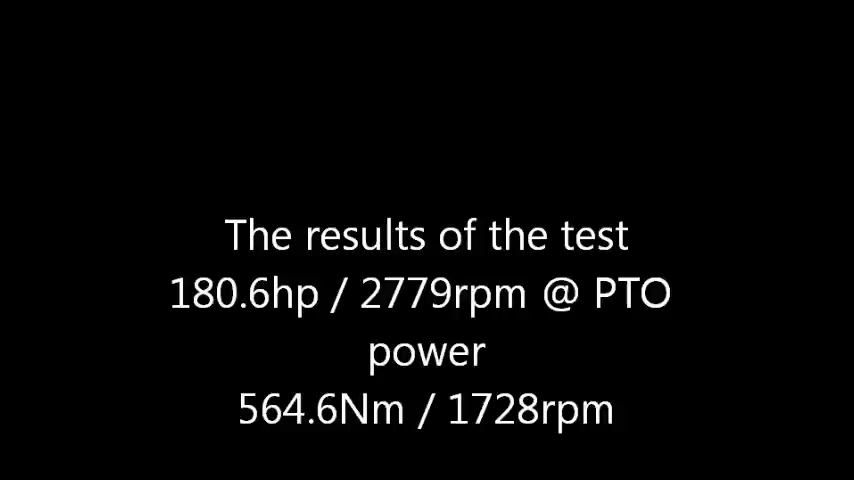 The results of the test
180.6hp / 2779rpm @ PTO
power
564.6Nm / 1728rpm